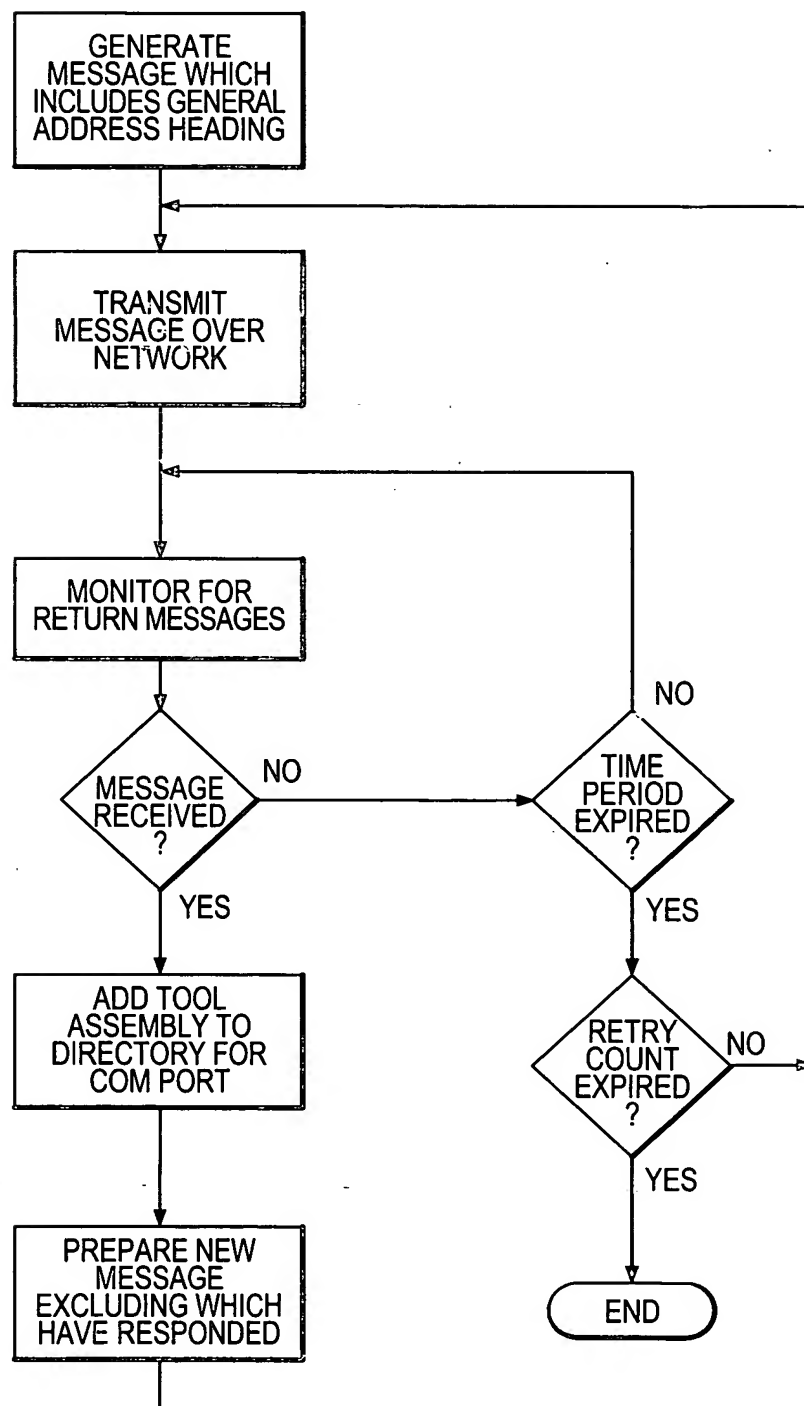 GENERATE
MESSAGE WHICH
INCLUDES GENERAL
ADDRESS HEADING
TRANSMIT
MESSAGE OVER
NETWORK
MONITOR FOR
RETURN MESSAGES
MESSAGE
RECEIVED
?
NO
YES
TIME
PERIOD
EXPIRED
?
NO
YES
ADD TOOL
ASSEMBLY TO
DIRECTORY FOR
COM PORT
RETRY
COUNT
EXPIRED
?
NO
YES
PREPARE NEW
MESSAGE
EXCLUDING WHICH
HAVE RESPONDED
END